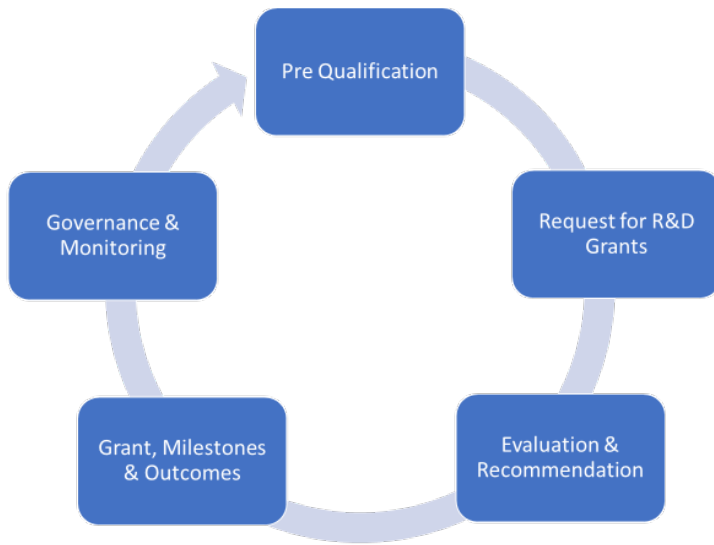 Pre Qualification
Request for R&D
Grants
Evaluation &
Recommendation
Grant, Milestones
& Outcomes
Governance &
Monitoring